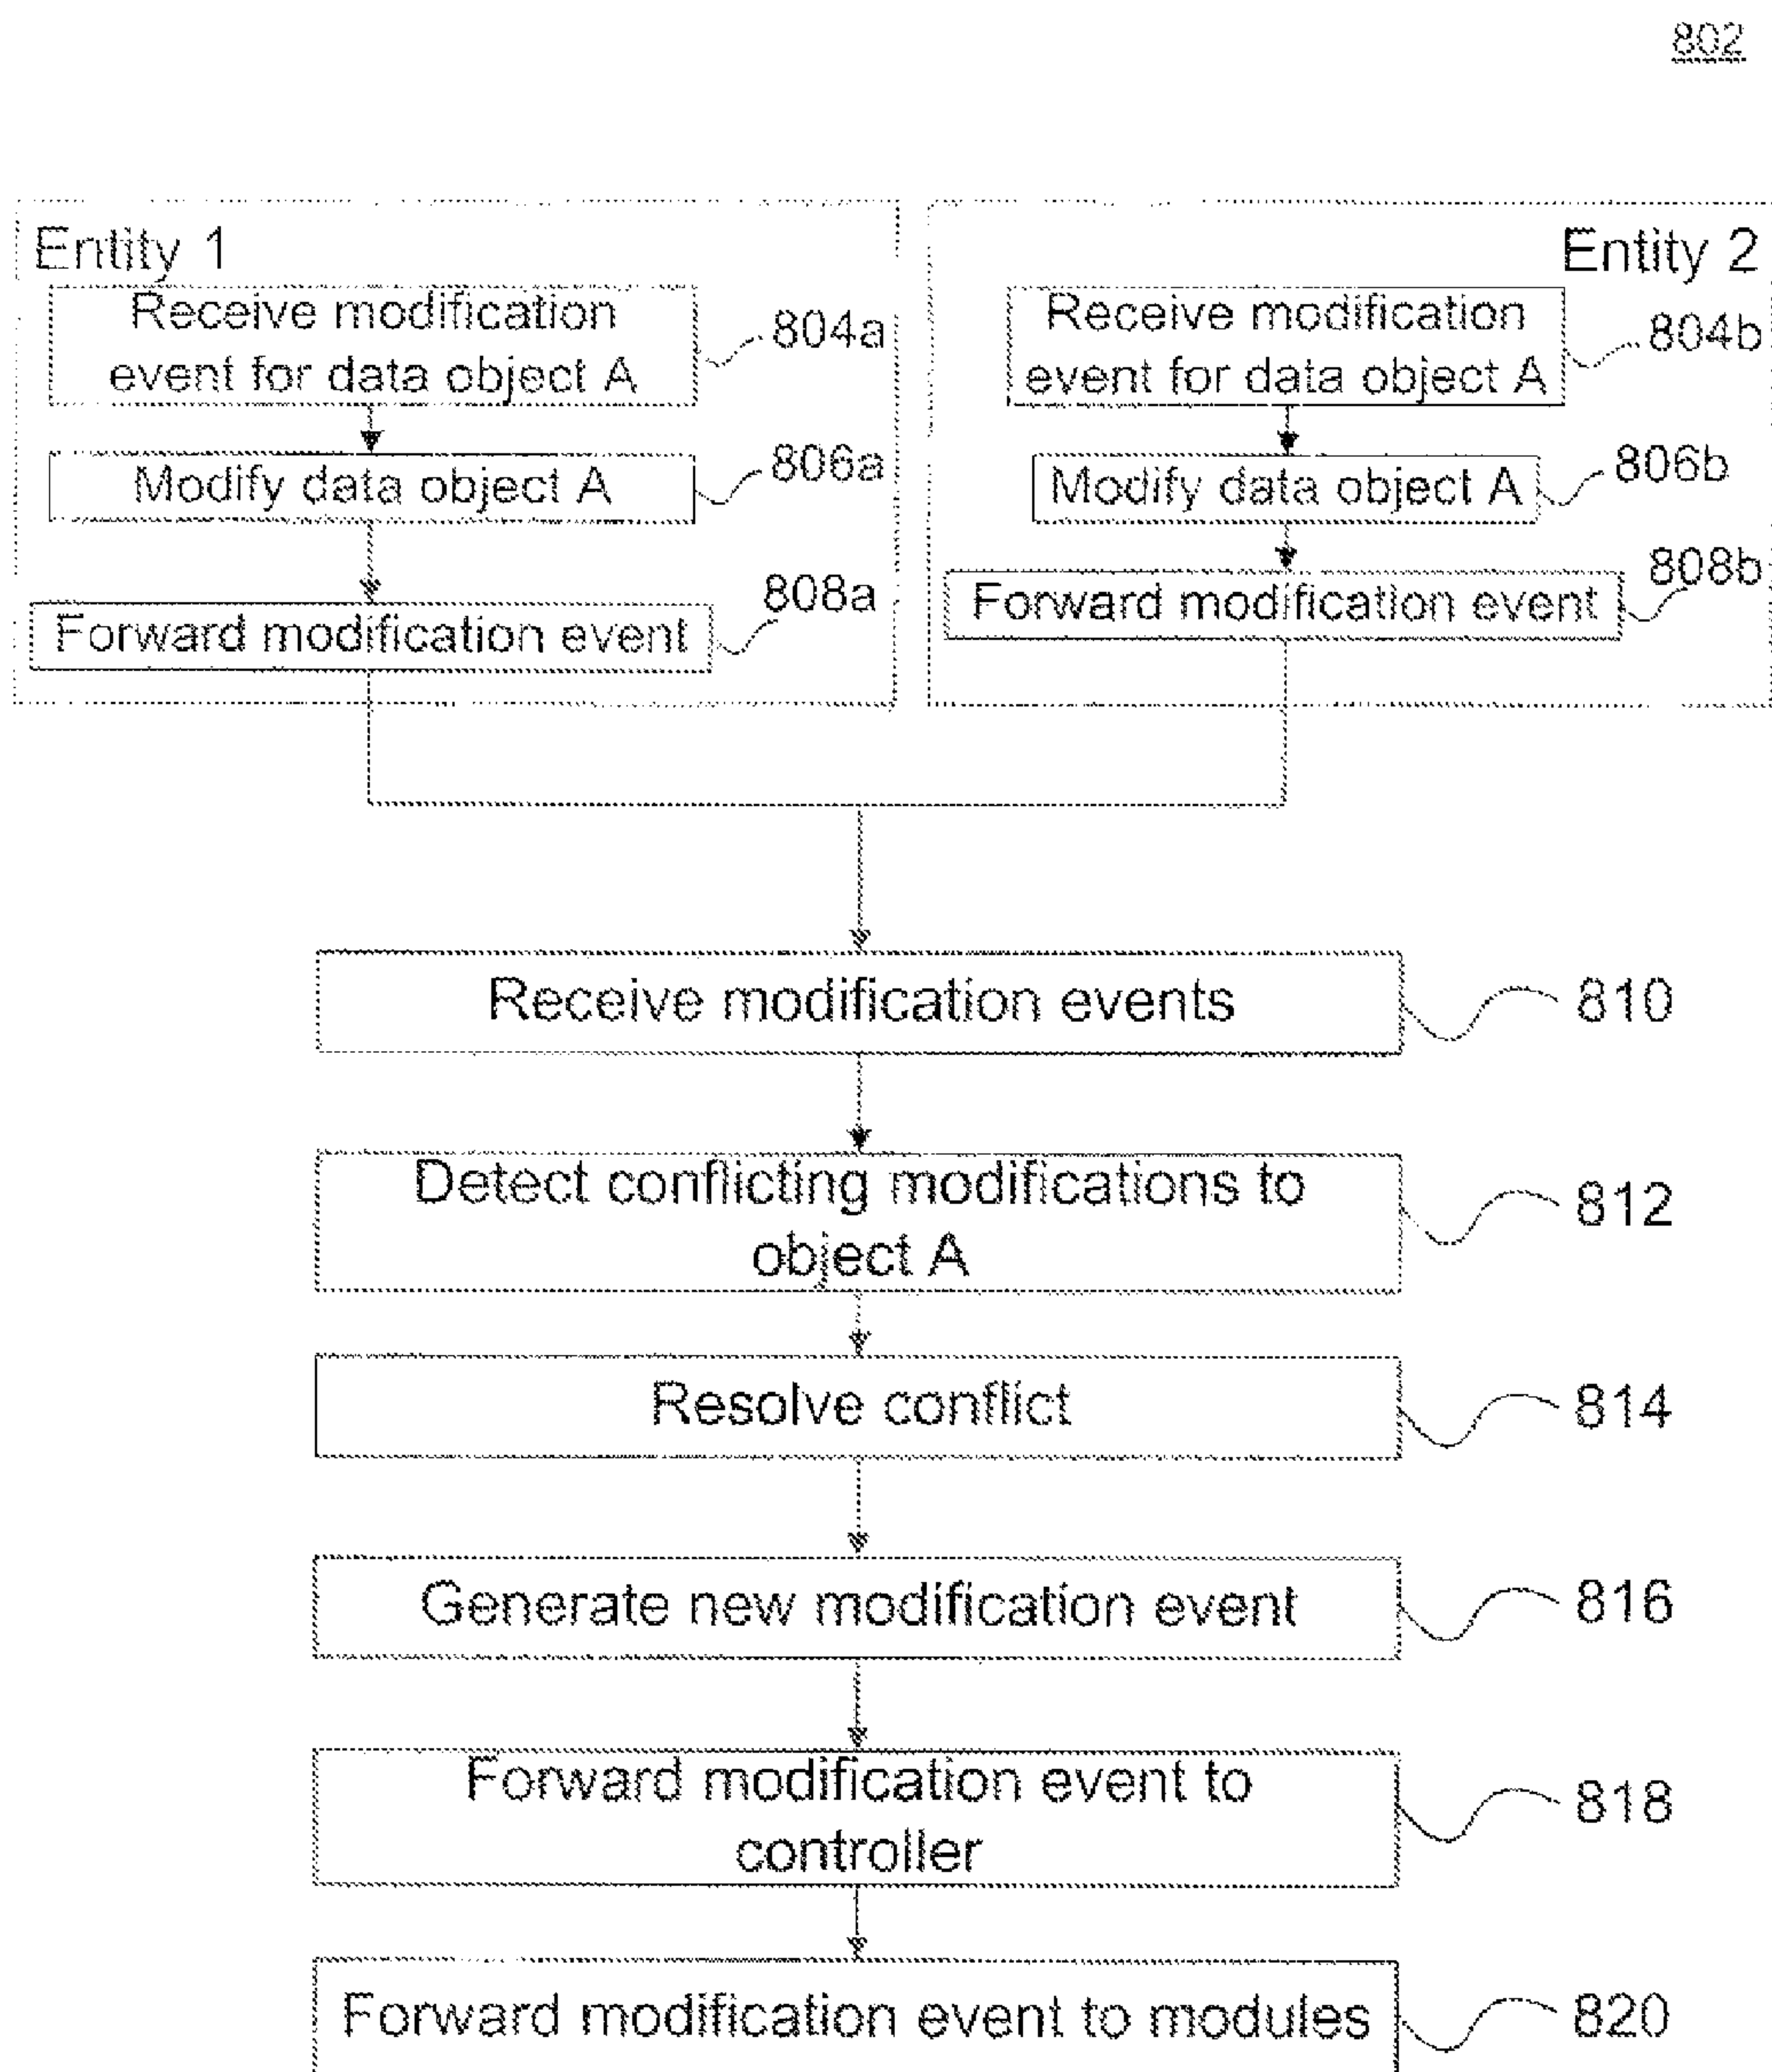 802
Entity 1
Receive modification
event for data object A
804a
Modify data object A
806a
Forward modification event
808a
Entity 2
Receive modification
event for data object A
804b
Modify data object A
806b
Forward modification event
808b
Receive modification events
810
Detect conflicting modifications to
object A
812
Resolve conflict
814
Generate new modification event
816
Forward modification event to
controller
818
Forward modification event to modules
820